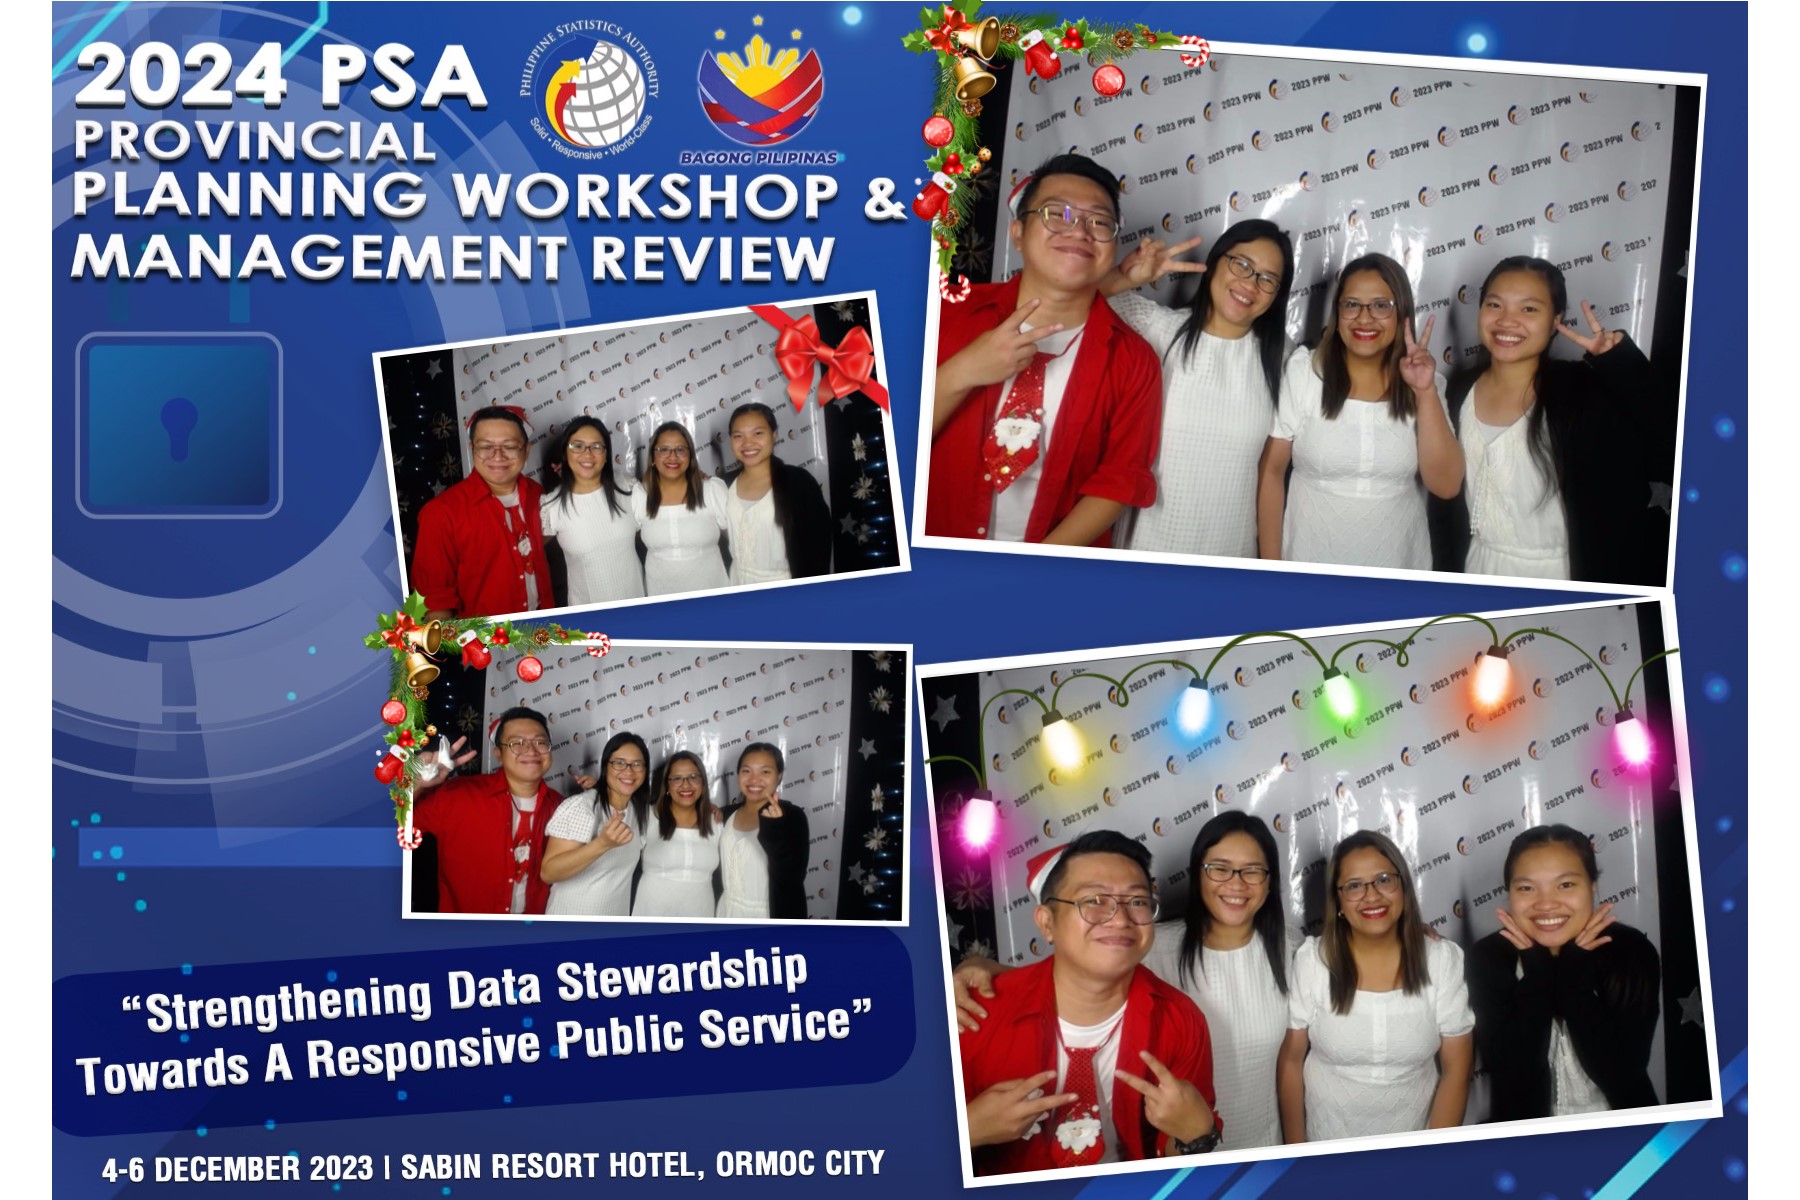 2024 PSA
PROVINCIAL
PLANNING WORKSHOP &
MANAGEMENT REVIEW
PHILIPPINE STATISTICS AUTHORITY
Solid • Responsive • World-Class
BAGONG PILIPINAS
2023 PPW
“Strengthening Data Stewardship
Towards A Responsive Public Service”
4-6 DECEMBER 2023 | SABIN RESORT HOTEL, ORMOC CITY